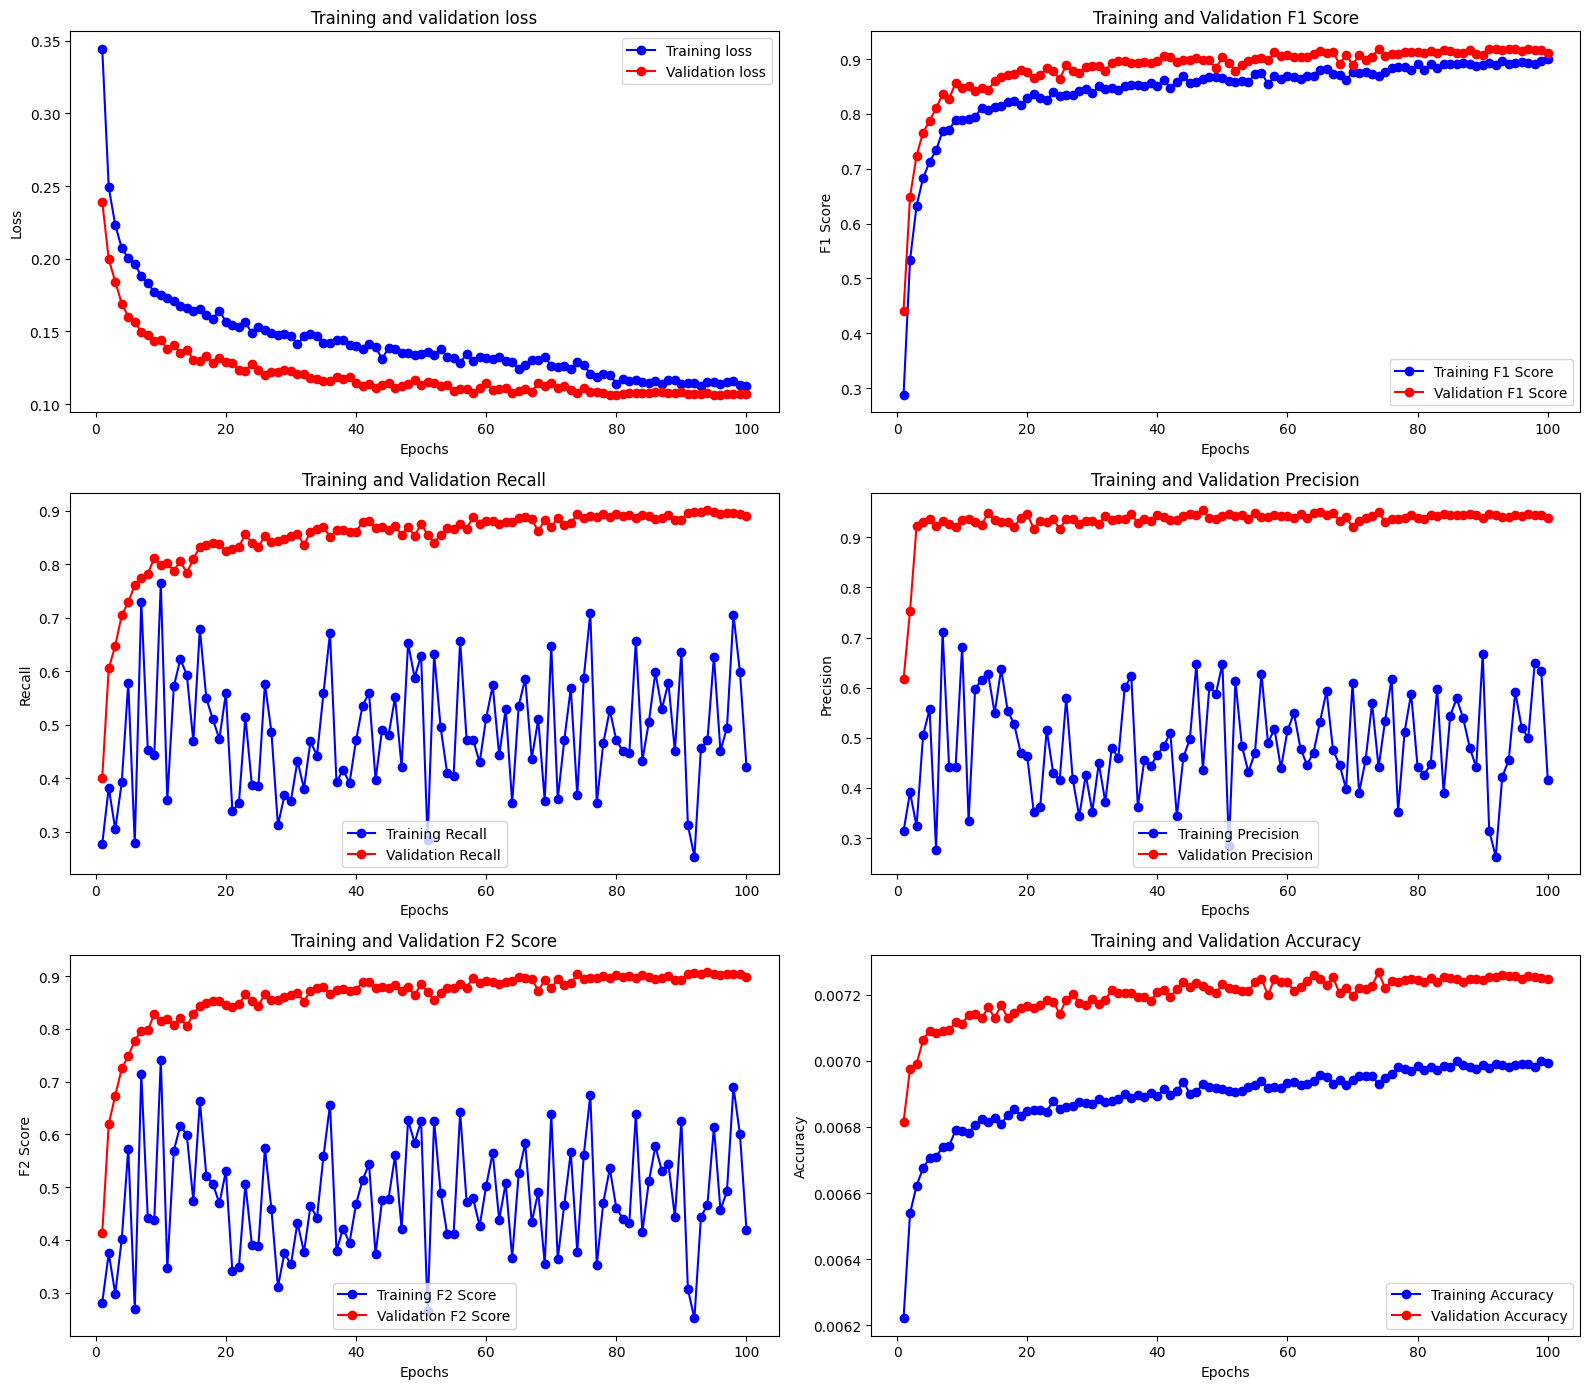 Training and validation loss
0.35
0.30
0.25
0.20
0.15
0.10
Loss
Training loss
Validation loss
0 20 40 60 80 100
Epochs
Training and Validation F1 Score
0.9
0.8
0.7
0.6
0.5
0.4
0.3
F1 Score
Training F1 Score
Validation F1 Score
0 20 40 60 80 100
Epochs
Training and Validation Recall
0.9
0.8
0.7
0.6
0.5
0.4
0.3
Recall
Training Recall
Validation Recall
0 20 40 60 80 100
Epochs
Training and Validation Precision
0.9
0.8
0.7
0.6
0.5
0.4
0.3
Precision
Training Precision
Validation Precision
0 20 40 60 80 100
Epochs
Training and Validation F2 Score
0.9
0.8
0.7
0.6
0.5
0.4
0.3
F2 Score
Training F2 Score
Validation F2 Score
0 20 40 60 80 100
Epochs
Training and Validation Accuracy
0.0072
0.0070
0.0068
0.0066
0.0064
0.0062
Accuracy
Training Accuracy
Validation Accuracy
0 20 40 60 80 100
Epochs